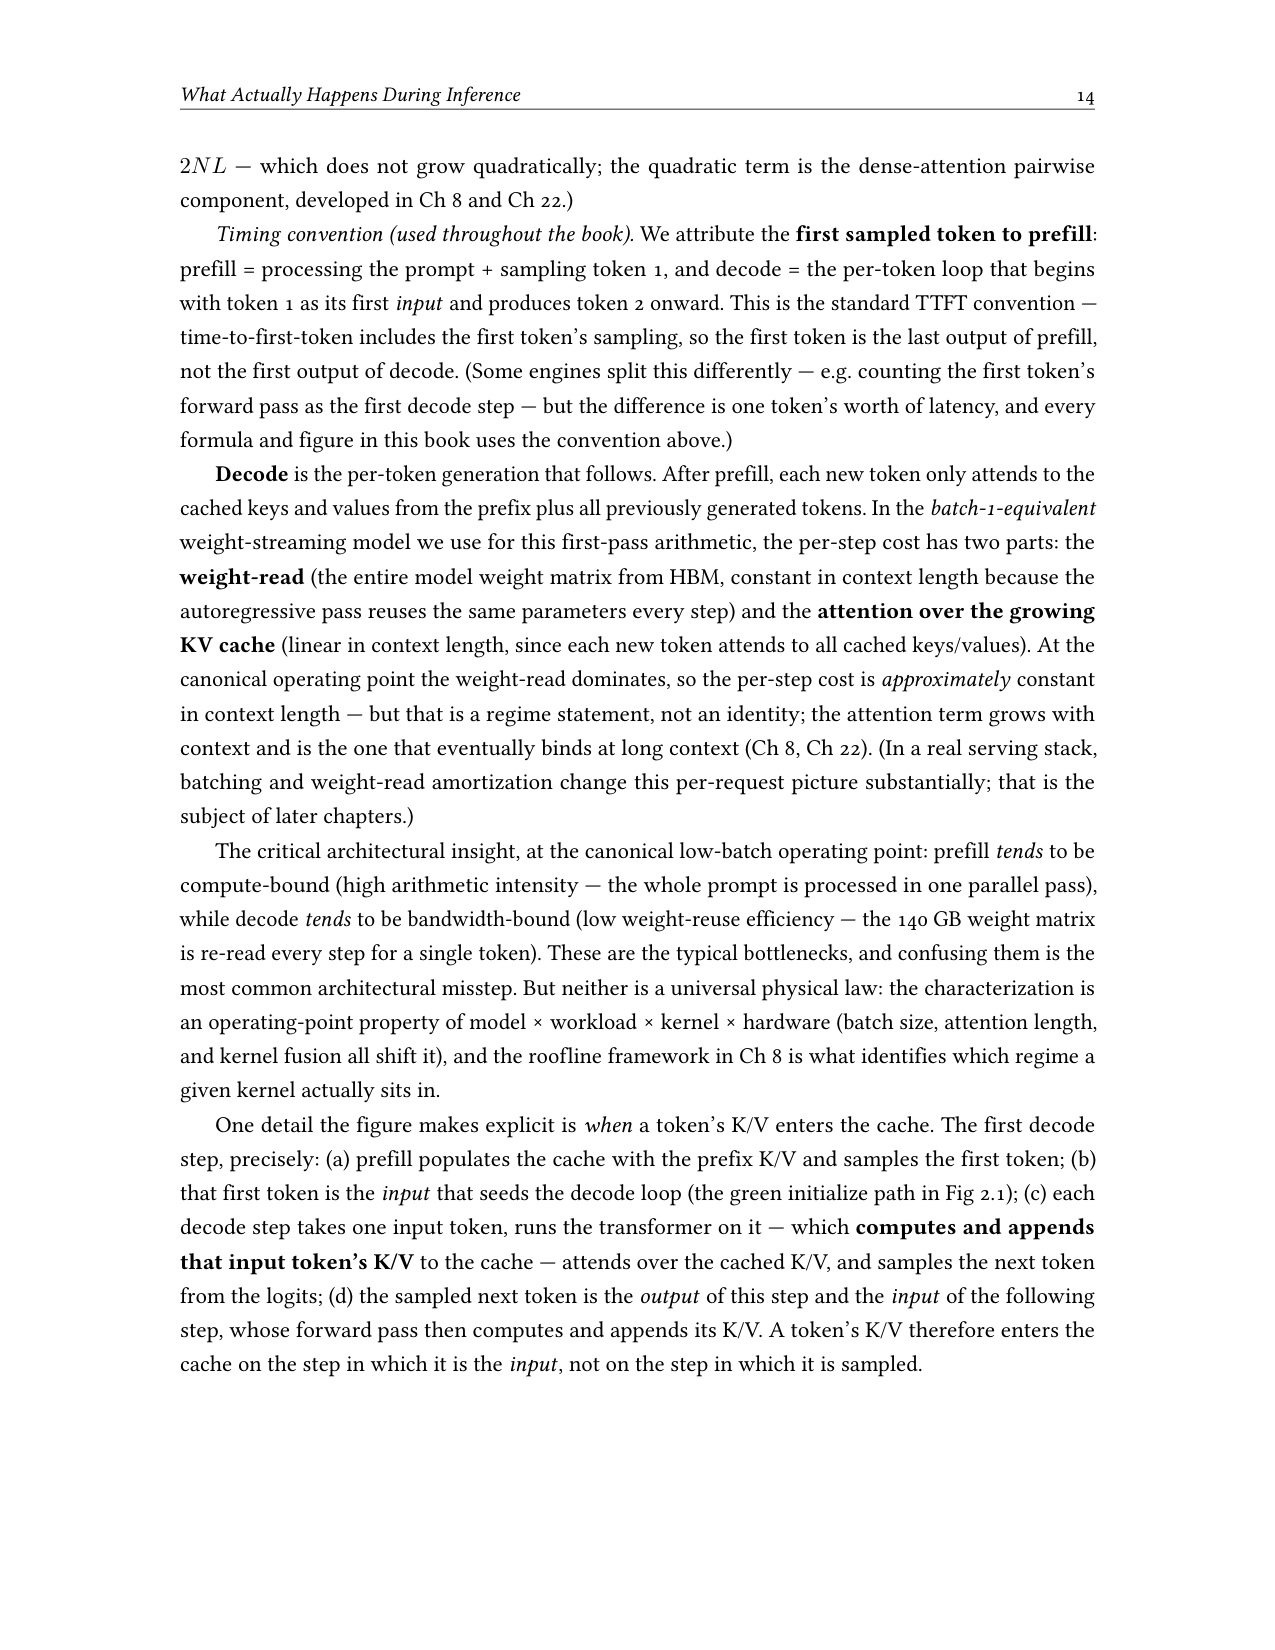 What Actually Happens During Inference 14
2NL — which does not grow quadratically; the quadratic term is the dense-attention pairwise
component, developed in Ch 8 and Ch 22.)
Timing convention (used throughout the book). We attribute the first sampled token to prefill:
prefill = processing the prompt + sampling token 1, and decode = the per-token loop that begins
with token 1 as its first input and produces token 2 onward. This is the standard TTFT convention —
time-to-first-token includes the first token’s sampling, so the first token is the last output of prefill,
not the first output of decode. (Some engines split this differently — e.g. counting the first token’s
forward pass as the first decode step — but the difference is one token’s worth of latency, and every
formula and figure in this book uses the convention above.)
Decode is the per-token generation that follows. After prefill, each new token only attends to the
cached keys and values from the prefix plus all previously generated tokens. In the batch-1-equivalent
weight-streaming model we use for this first-pass arithmetic, the per-step cost has two parts: the
weight-read (the entire model weight matrix from HBM, constant in context length because the
autoregressive pass reuses the same parameters every step) and the attention over the growing
KV cache (linear in context length, since each new token attends to all cached keys/values). At the
canonical operating point the weight-read dominates, so the per-step cost is approximately constant
in context length — but that is a regime statement, not an identity; the attention term grows with
context and is the one that eventually binds at long context (Ch 8, Ch 22). (In a real serving stack,
batching and weight-read amortization change this per-request picture substantially; that is the
subject of later chapters.)
The critical architectural insight, at the canonical low-batch operating point: prefill tends to be
compute-bound (high arithmetic intensity — the whole prompt is processed in one parallel pass),
while decode tends to be bandwidth-bound (low weight-reuse efficiency — the 140 GB weight matrix
is re-read every step for a single token). These are the typical bottlenecks, and confusing them is the
most common architectural misstep. But neither is a universal physical law: the characterization is
an operating-point property of model × workload × kernel × hardware (batch size, attention length,
and kernel fusion all shift it), and the roofline framework in Ch 8 is what identifies which regime a
given kernel actually sits in.
One detail the figure makes explicit is when a token’s K/V enters the cache. The first decode
step, precisely: (a) prefill populates the cache with the prefix K/V and samples the first token; (b)
that first token is the input that seeds the decode loop (the green initialize path in Fig 2.1); (c) each
decode step takes one input token, runs the transformer on it — which computes and appends
that input token’s K/V to the cache — attends over the cached K/V, and samples the next token
from the logits; (d) the sampled next token is the output of this step and the input of the following
step, whose forward pass then computes and appends its K/V. A token’s K/V therefore enters the
cache on the step in which it is the input, not on the step in which it is sampled.